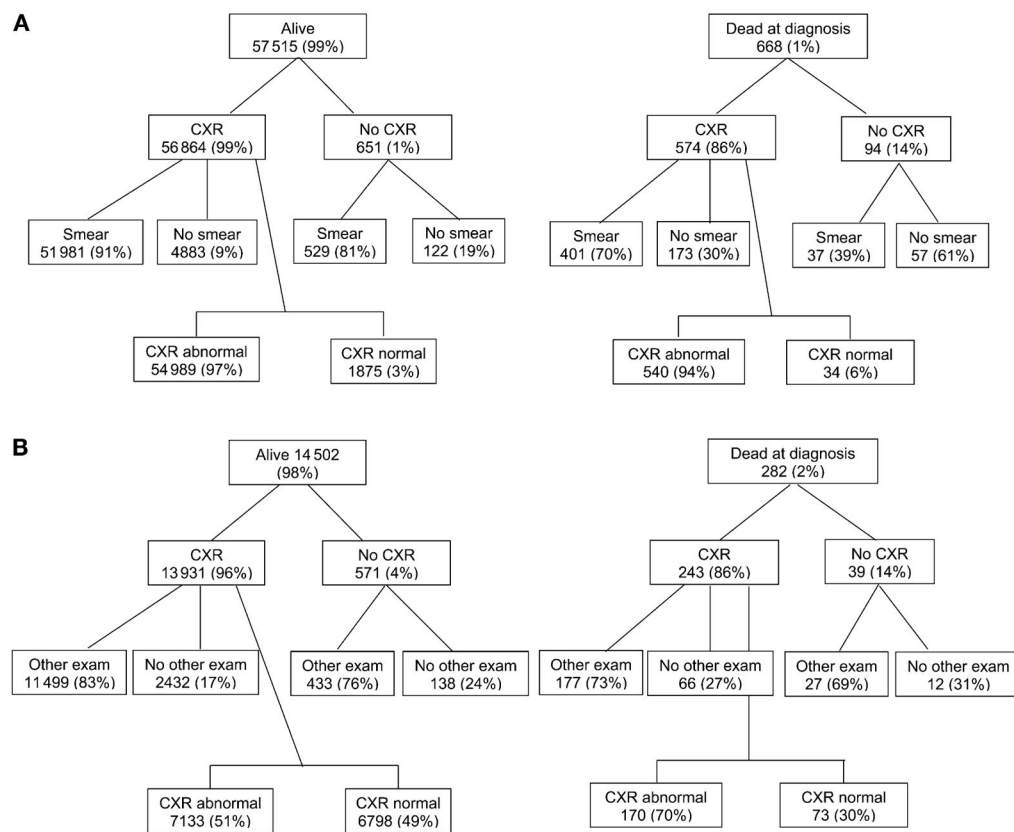 A
Alive
57 515 (99%)
Dead at diagnosis
668 (1%)
CXR
56 864 (99%)
No CXR
651 (1%)
CXR
574 (86%)
No CXR
94 (14%)
Smear
51 981 (91%)
No smear
4883 (9%)
Smear
529 (81%)
No smear
122 (19%)
Smear
401 (70%)
No smear
173 (30%)
Smear
37 (39%)
No smear
57 (61%)
CXR abnormal
54 989 (97%)
CXR normal
1875 (3%)
CXR abnormal
540 (94%)
CXR normal
34 (6%)
B
Alive 14 502
(98%)
Dead at diagnosis
282 (2%)
CXR
13 931 (96%)
No CXR
571 (4%)
CXR
243 (86%)
No CXR
39 (14%)
Other exam
11 499 (83%)
No other exam
2432 (17%)
Other exam
433 (76%)
No other exam
138 (24%)
Other exam
177 (73%)
No other exam
66 (27%)
Other exam
27 (69%)
No other exam
12 (31%)
CXR abnormal
7133 (51%)
CXR normal
6798 (49%)
CXR abnormal
170 (70%)
CXR normal
73 (30%)